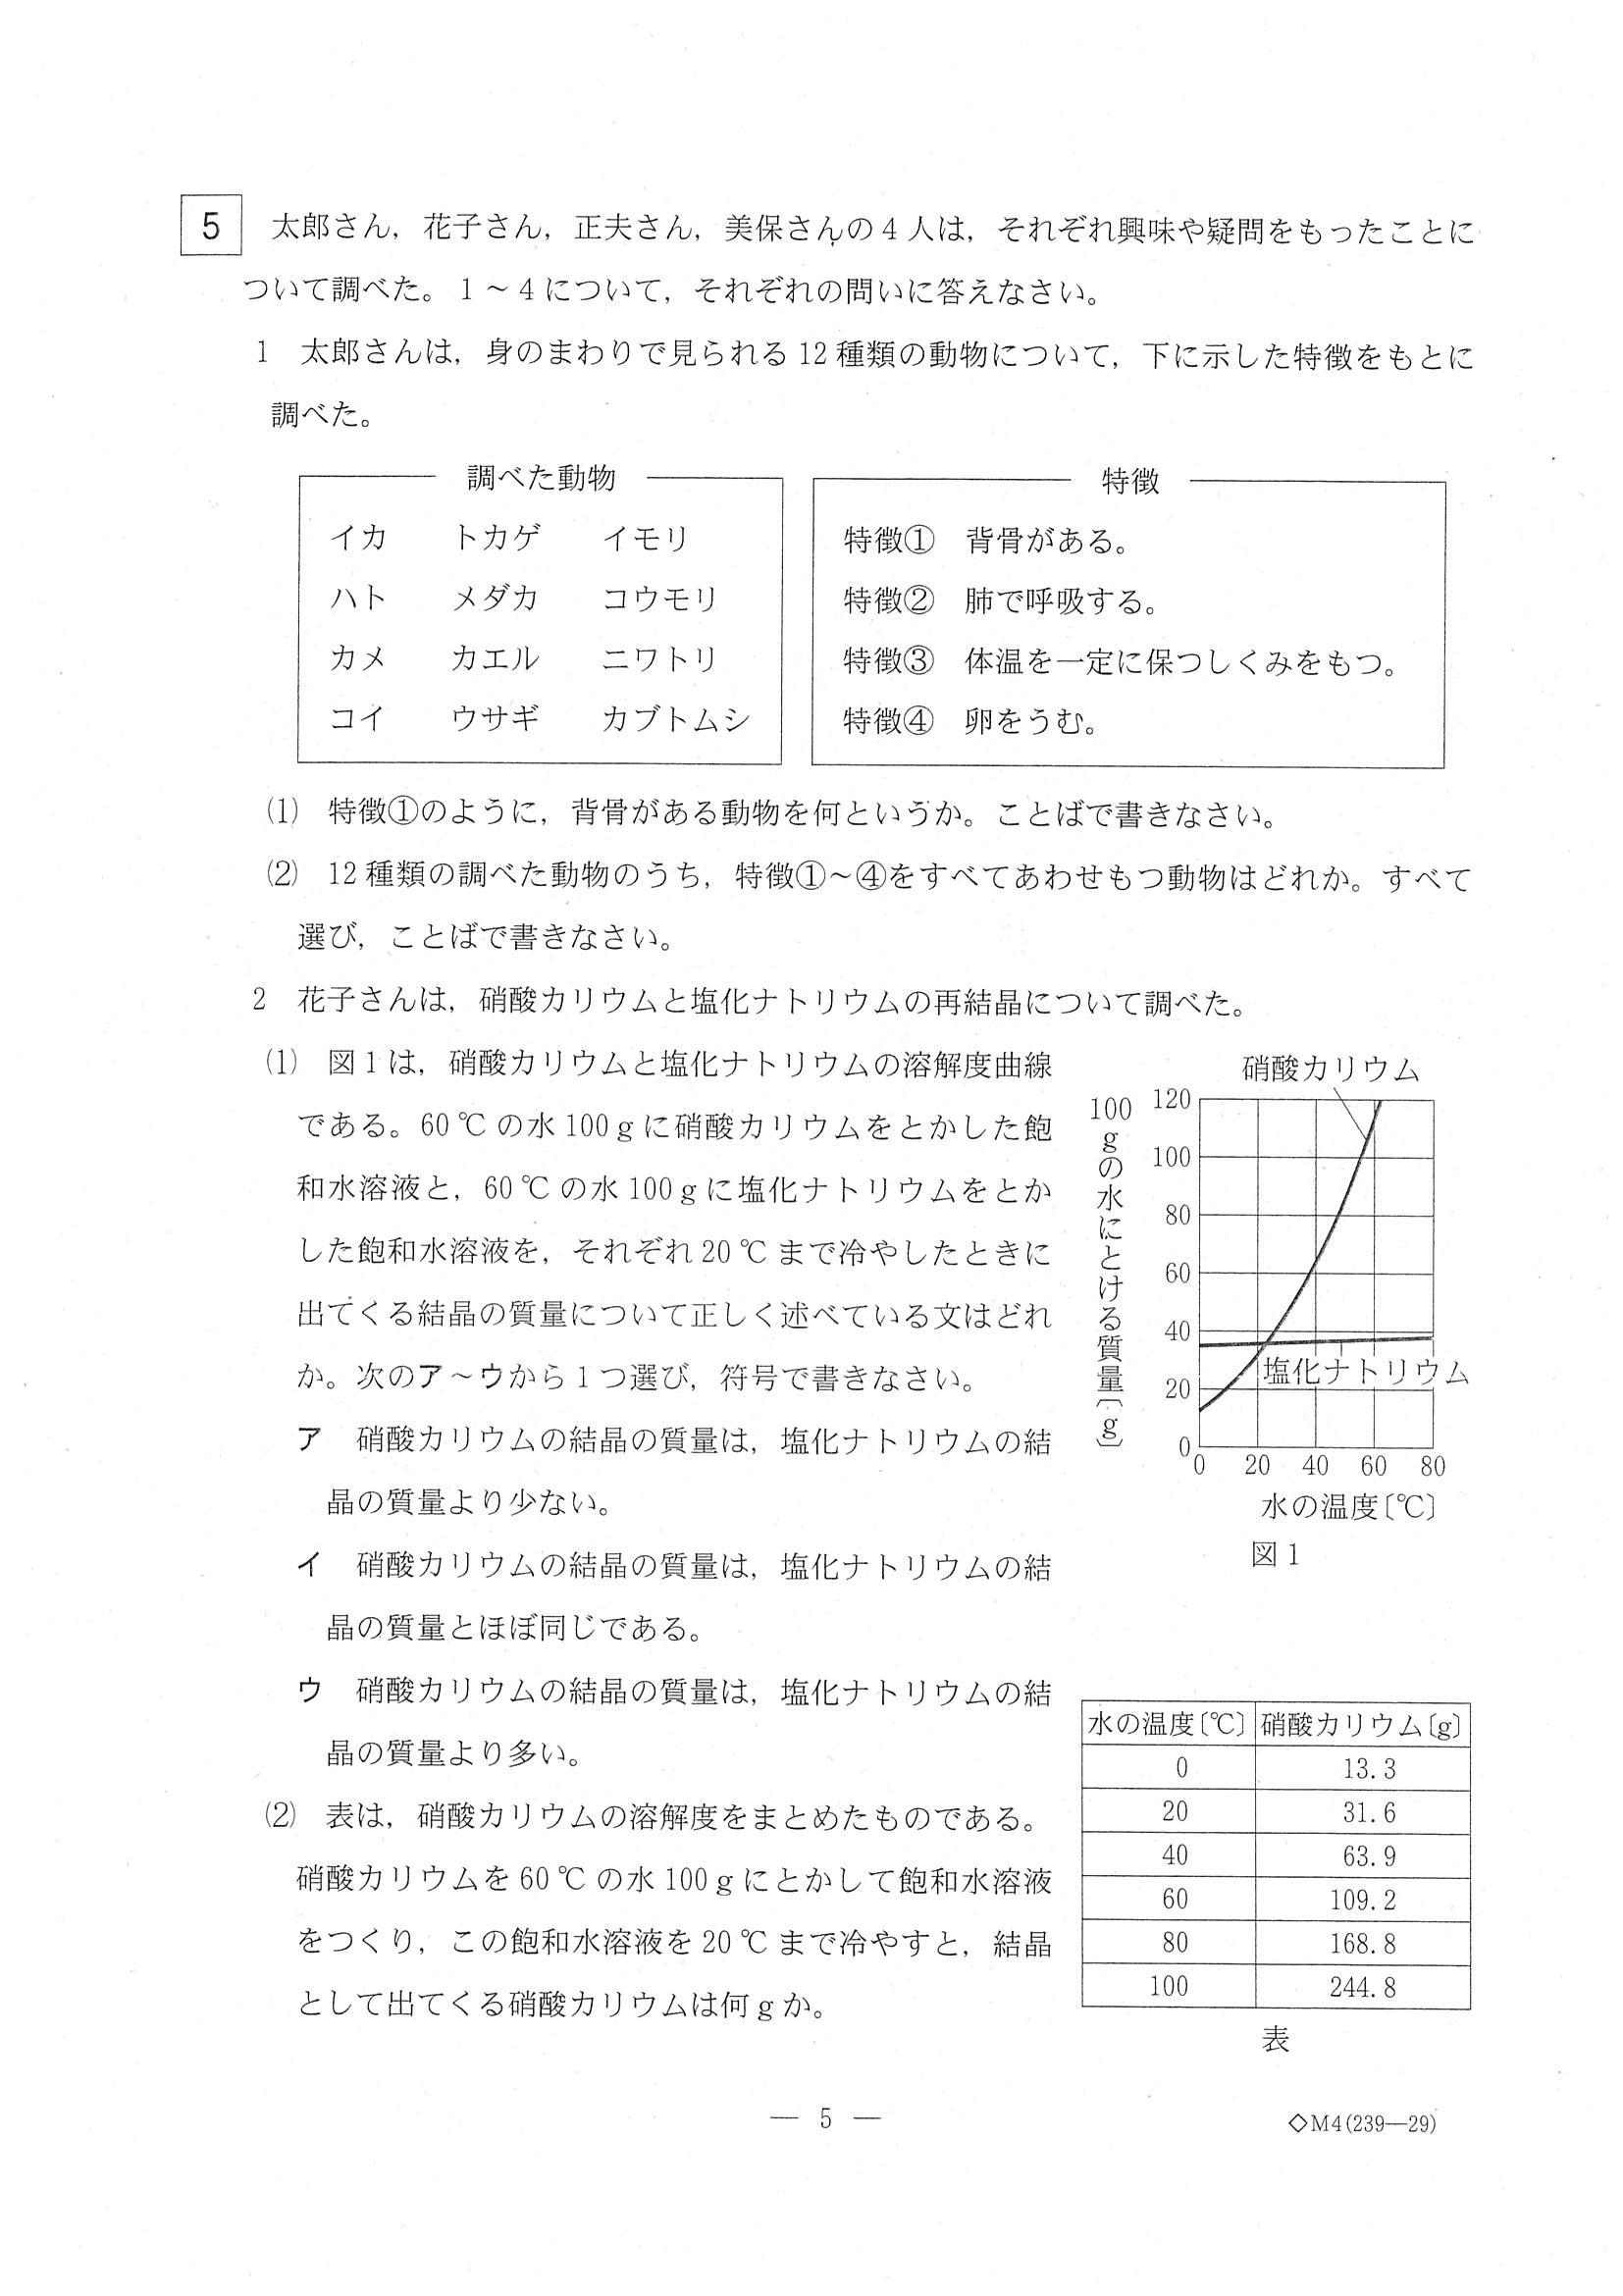 5 太郎さん，花子さん，正夫さん，美保さんの4人は，それぞれ興味や疑問をもったことに
ついて調べた。1～4について，それぞれの問いに答えなさい。
1 太郎さんは，身のまわりで見られる12種類の動物について，下に示した特徴をもとに
調べた。
調べた動物
イカ トカゲ イモリ
ハト メダカ コウモリ
カメ カエル ニワトリ
コイ ウサギ カブトムシ
特徴
特徴① 背骨がある。
特徴② 肺で呼吸する。
特徴③ 体温を一定に保つしくみをもつ。
特徴④ 卵をうむ。
(1) 特徴①のように，背骨がある動物を何というか。ことばで書きなさい。
(2) 12種類の調べた動物のうち，特徴①～④をすべてあわせもつ動物はどれか。すべて
選び，ことばで書きなさい。
2 花子さんは，硝酸カリウムと塩化ナトリウムの再結晶について調べた。
(1) 図1は，硝酸カリウムと塩化ナトリウムの溶解度曲線
である。60℃の水100gに硝酸カリウムをとかした飽
和水溶液と，60℃の水100gに塩化ナトリウムをとか
した飽和水溶液を，それぞれ20℃まで冷やしたときに
出てくる結晶の質量について正しく述べている文はどれ
か。次のア～ウから1つ選び，符号で書きなさい。
ア 硝酸カリウムの結晶の質量は，塩化ナトリウムの結
晶の質量より少ない。
イ 硝酸カリウムの結晶の質量は，塩化ナトリウムの結
晶の質量とほぼ同じである。
ウ 硝酸カリウムの結晶の質量は，塩化ナトリウムの結
晶の質量より多い。
硝酸カリウム
100gの水にとける質量〔g〕
120
100
80
60
40
20
0
塩化ナトリウム
0 20 40 60 80
水の温度〔℃〕
図1
(2) 表は，硝酸カリウムの溶解度をまとめたものである。
硝酸カリウムを60℃の水100gにとかして飽和水溶液
をつくり，この飽和水溶液を20℃まで冷やすと，結晶
として出てくる硝酸カリウムは何gか。
水の温度〔℃〕 硝酸カリウム〔g〕
0 13.3
20 31.6
40 63.9
60 109.2
80 168.8
100 244.8
表
— 5 —
◇M4(239—29)